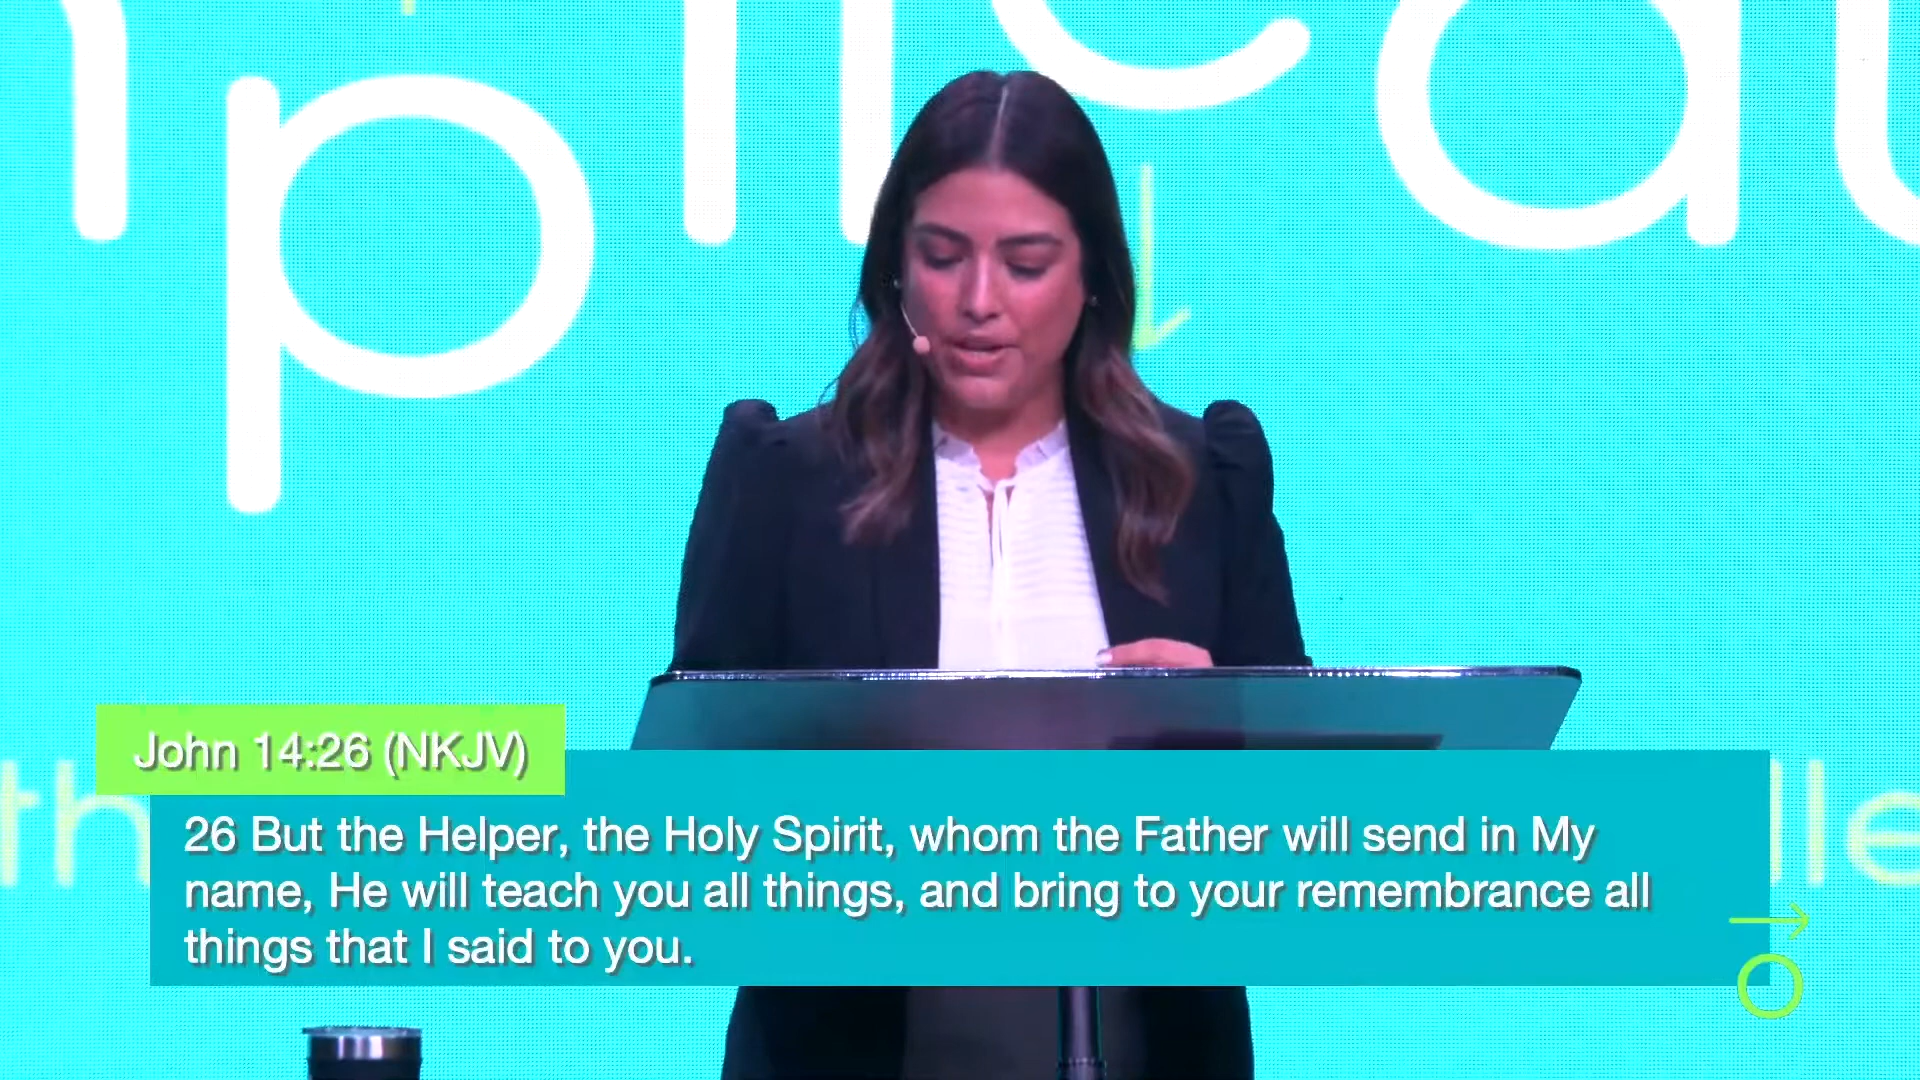 John 14:26 (NKJV)
26 But the Helper, the Holy Spirit, whom the Father will send in My
name, He will teach you all things, and bring to your remembrance all
things that I said to you.